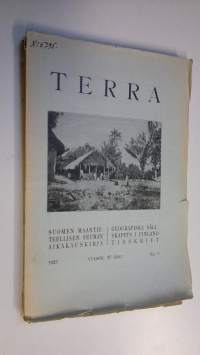 TERRA
SUOMEN MAANTIE-
TEELLISEN SEURAN
AIKAKAUSKIRJA
GEOGRAFISKA SÄLL-
SKAPETS I FINLAND
TIDSKRIFT